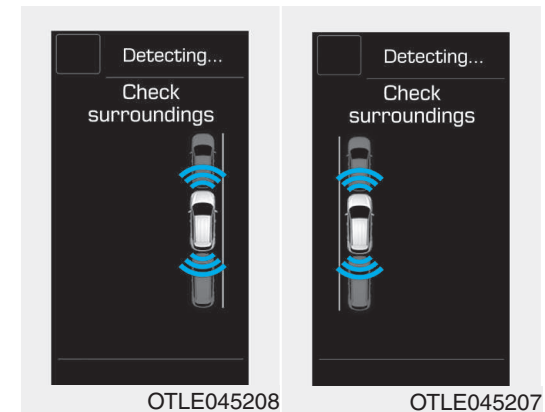 Detecting...
Check
surroundings
OTLE045208
Detecting...
Check
surroundings
OTLE045207